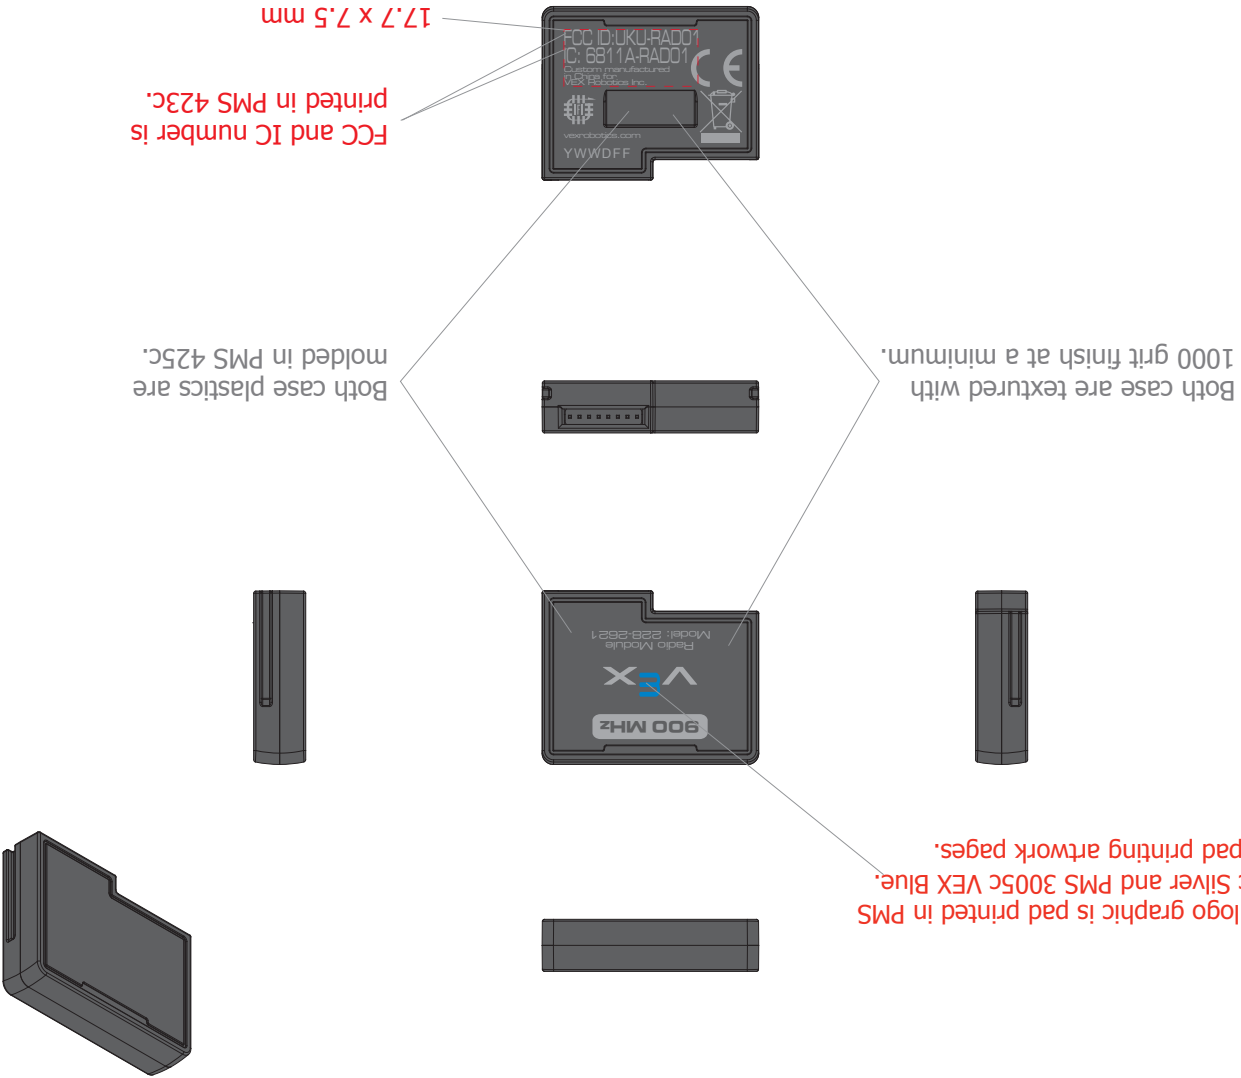 17.7 x 7.5 mm
FCC and IC number is
printed in PMS 423c.
FCC ID:UKU-RAD01
IC: 6811A-RAD01
Custom manufactured
in China for
VEX Robotics Inc.
vexrobotics.com
YWWDFF
CE
Both case plastics are
molded in PMS 425c.
Both case are textured with
1000 grit finish at a minimum.
900 MHz
VEX
Radio Module
Model: 228-2621
logo graphic is pad printed in PMS
Silver and PMS 3005c VEX Blue.
pad printing artwork pages.